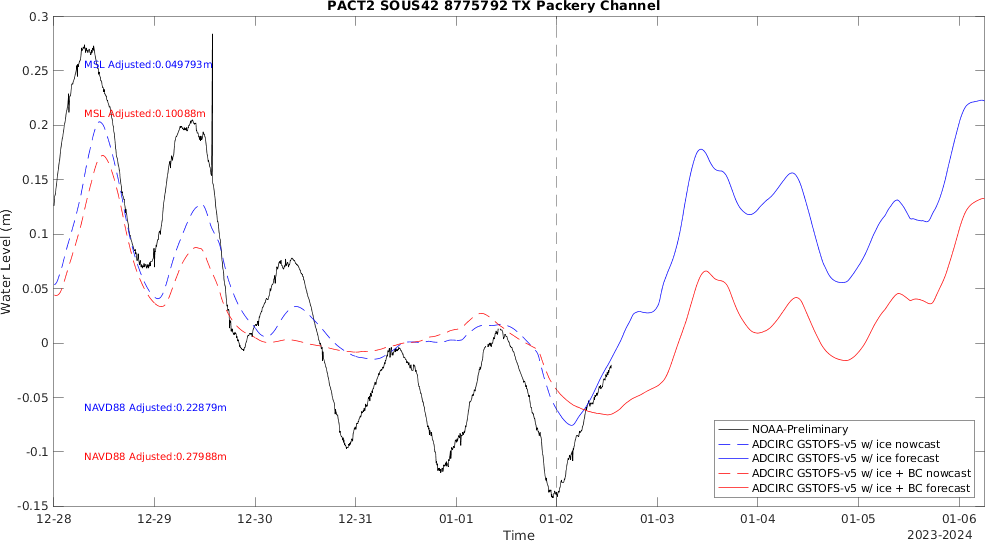 PACT2 SOUS42 8775792 TX Packery Channel
Water Level (m)
0.3
0.25
0.2
0.15
0.1
0.05
0
-0.05
-0.1
-0.15
MSL Adjusted:0.049793m
MSL Adjusted:0.10088m
NAVD88 Adjusted:0.22879m
NAVD88 Adjusted:0.27988m
NOAA-Preliminary
ADCIRC GSTOFS-v5 w/ ice nowcast
ADCIRC GSTOFS-v5 w/ ice forecast
ADCIRC GSTOFS-v5 w/ ice + BC nowcast
ADCIRC GSTOFS-v5 w/ ice + BC forecast
12-28 12-29 12-30 12-31 01-01 01-02 01-03 01-04 01-05 01-06
Time
2023-2024